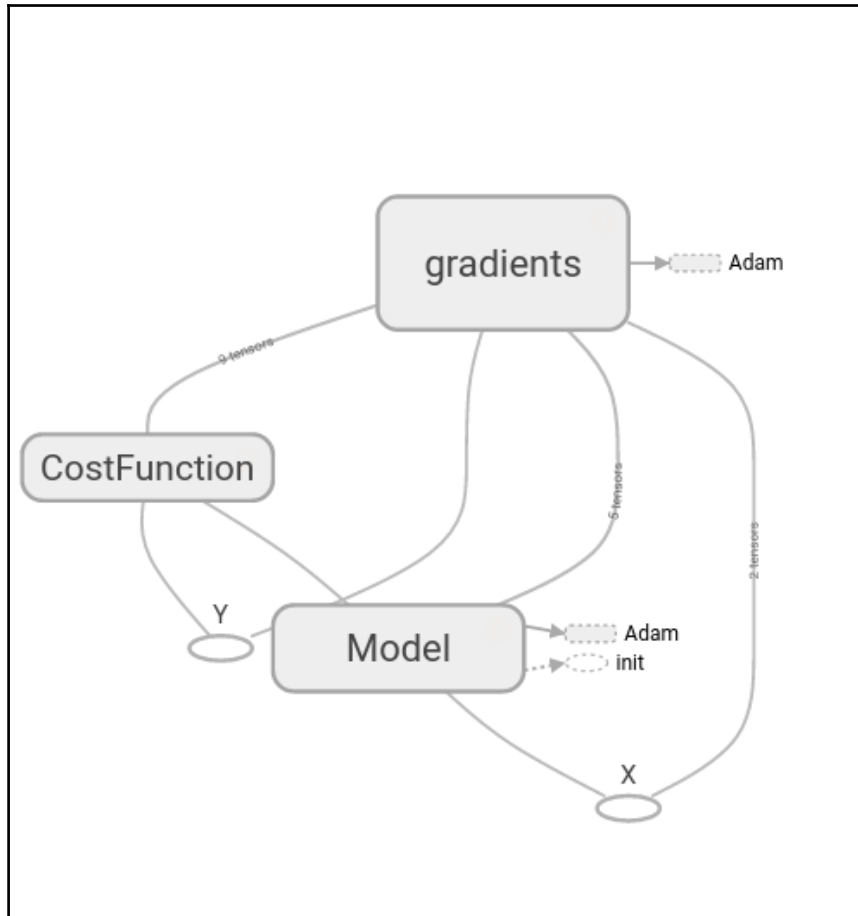 gradients
Adam
9 tensors
CostFunction
5 tensors
2 tensors
Y
Model
Adam
init
X